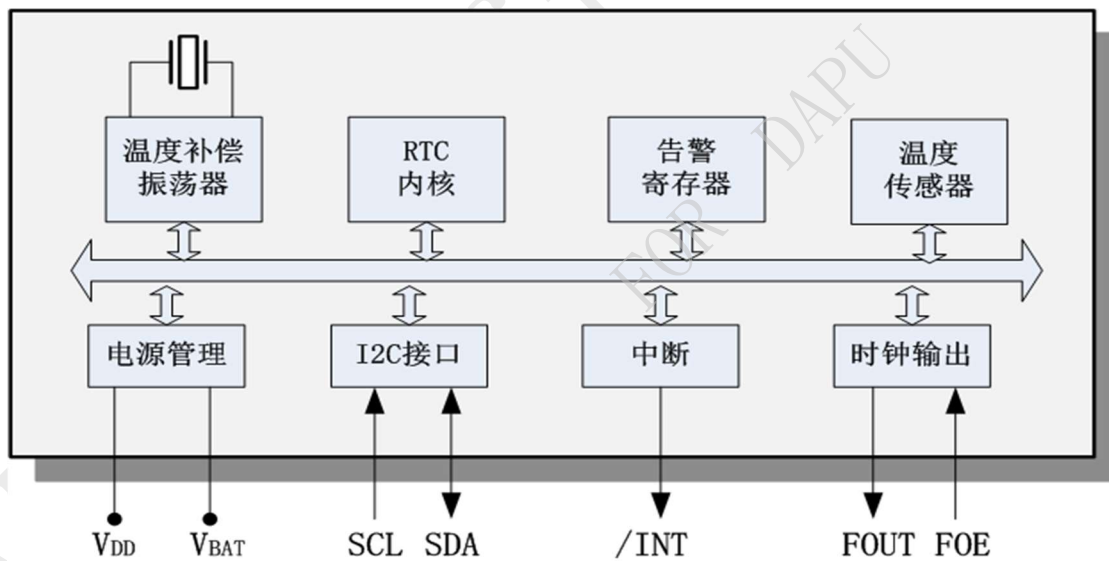 温度补偿
振荡器
RTC
内核
告警
寄存器
温度
传感器
电源管理
I2C接口
中断
时钟输出
VDD
VBAT
SCL
SDA
/INT
FOUT
FOE
FOR DAPU